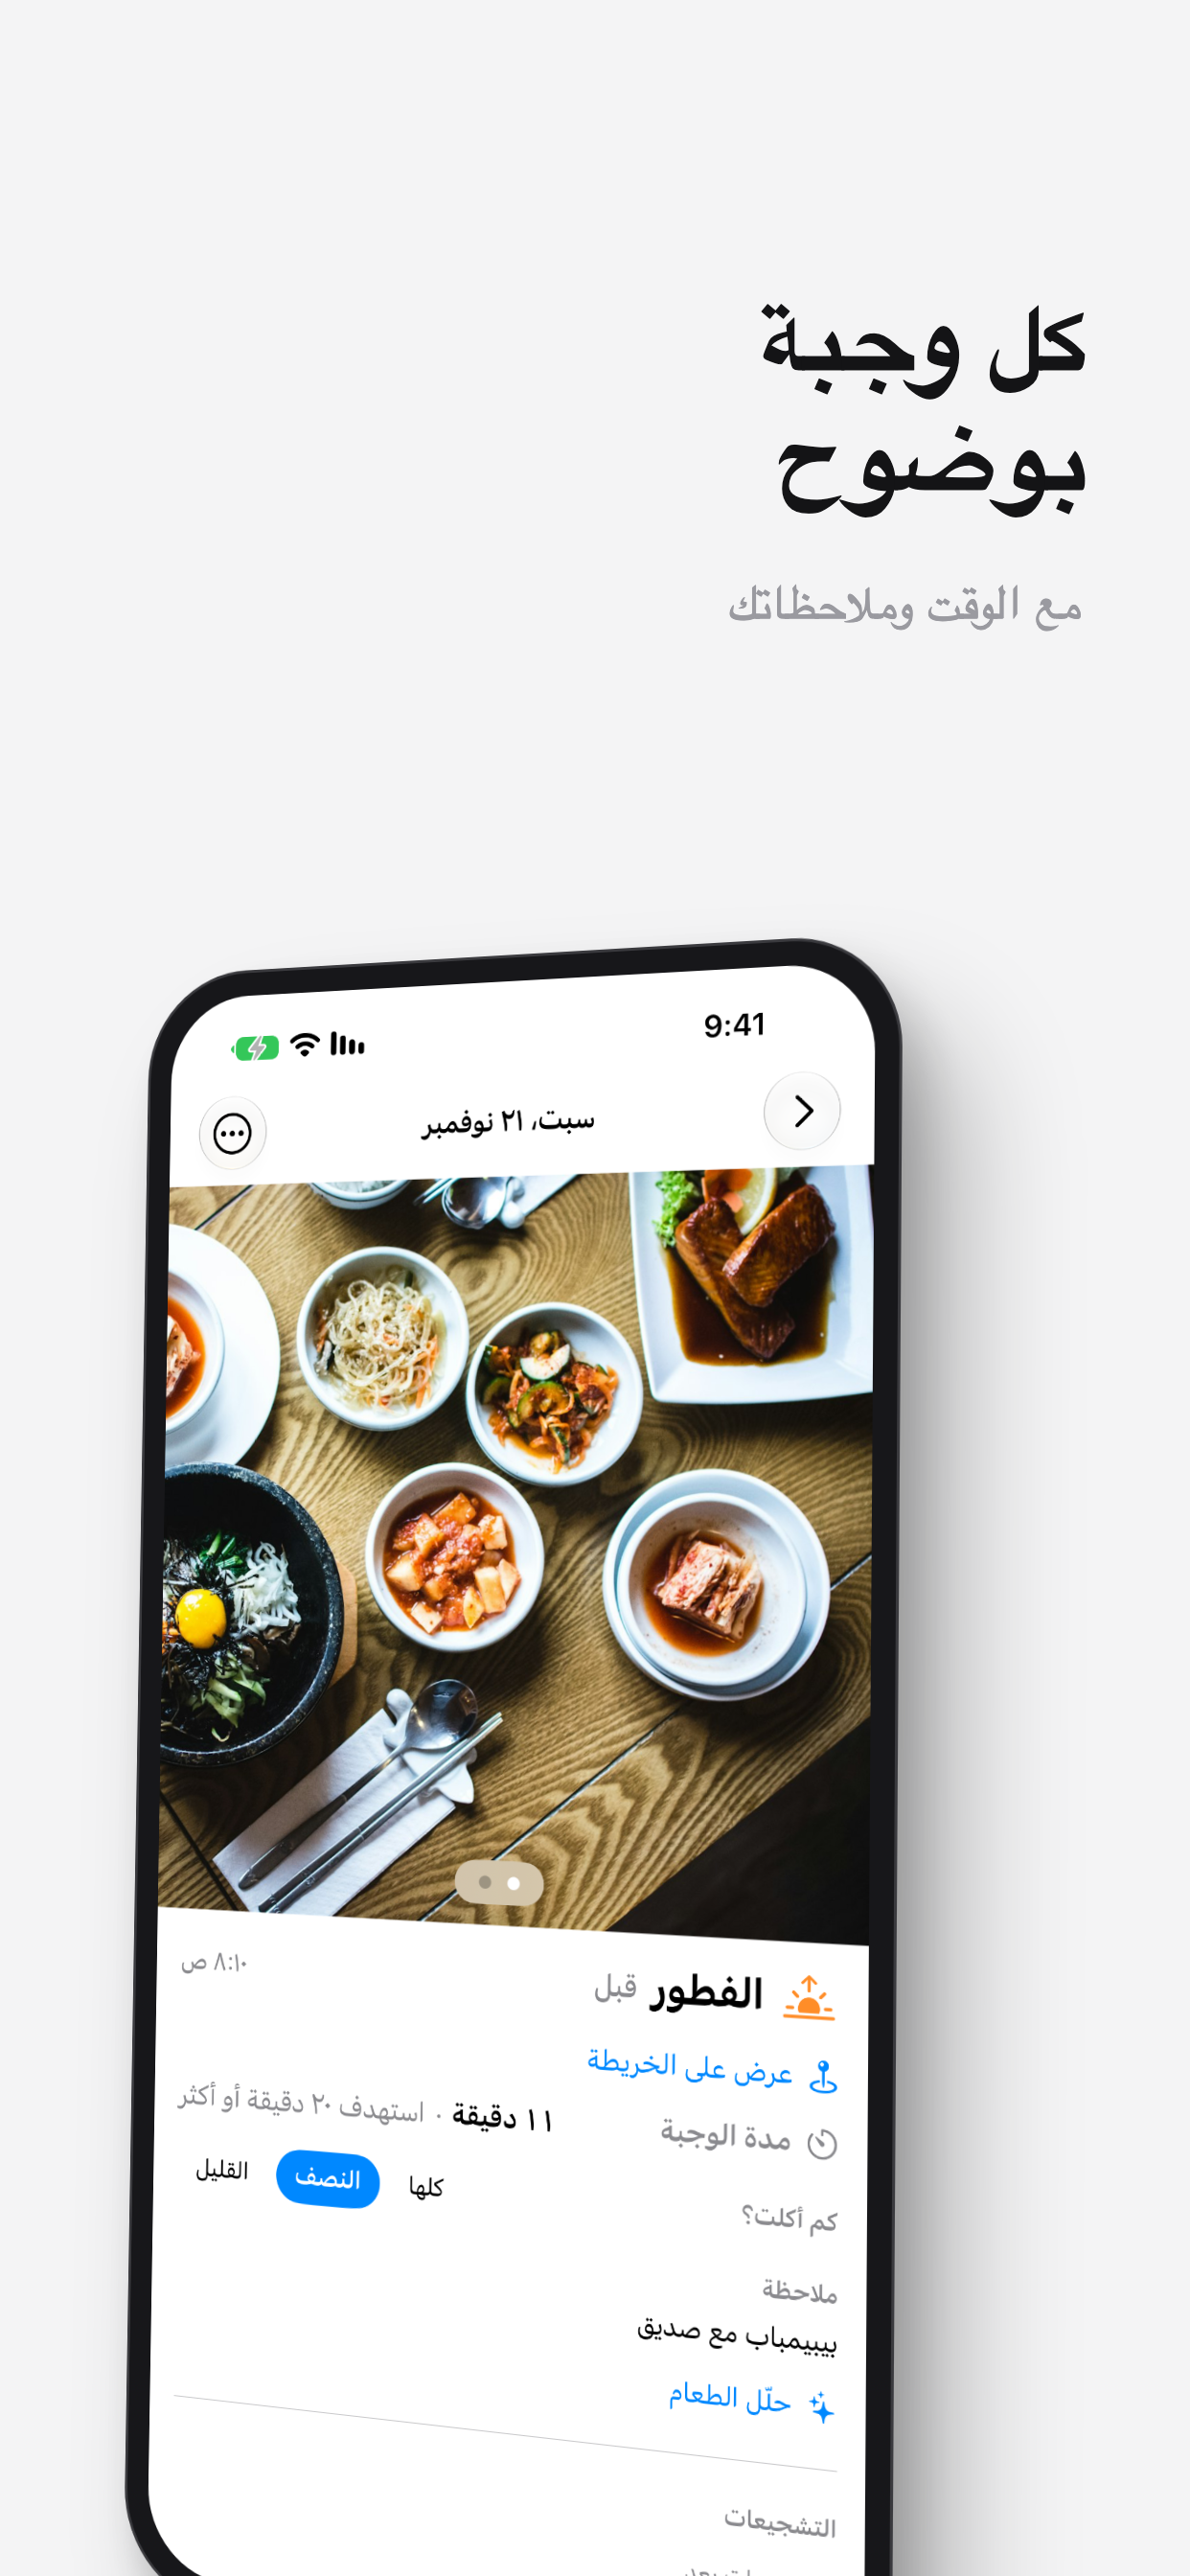 كل وجبة
بوضوح
مع الوقت وملاحظاتك
9:41
سبت، ٢١ نوفمبر
الفطور قبل ٨:١٠ ص
عرض على الخريطة
مدة الوجبة ١١ دقيقة · استهدف ٢٠ دقيقة أو أكثر
كم أكلت؟ كلها النصف القليل
ملاحظة
بيبيمباب مع صديق
حلّل الطعام
التشجيعات